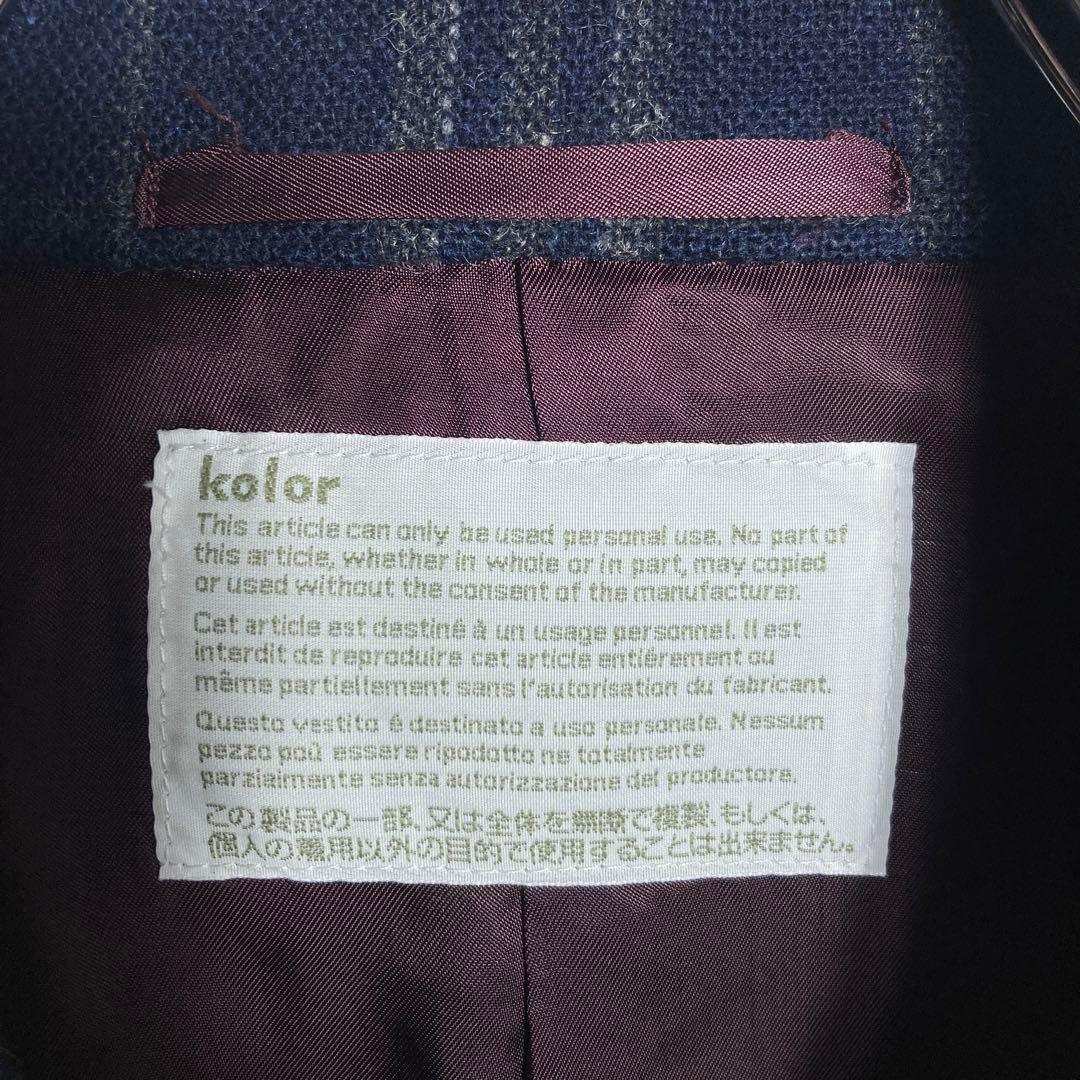 kolor
This article can only be used personal use. No part of
this article, whether in whole or in part, may copied
or used without the consent of the manufacturer.
Cet article est destiné à un usage personnel. Il est
interdit de reproduire cet article entiérement ou
même partiellement sans l'autorisation du fabricant.
Questo vestito é destinato a uso personale. Nessum
pezzo poü essere ripodotto ne totalmente
parziaimente senza autorizzazione del productore.
この製品の一部、又は全体を無断で複製、もしくは、
個人の着用以外の目的で使用することは出来ません。